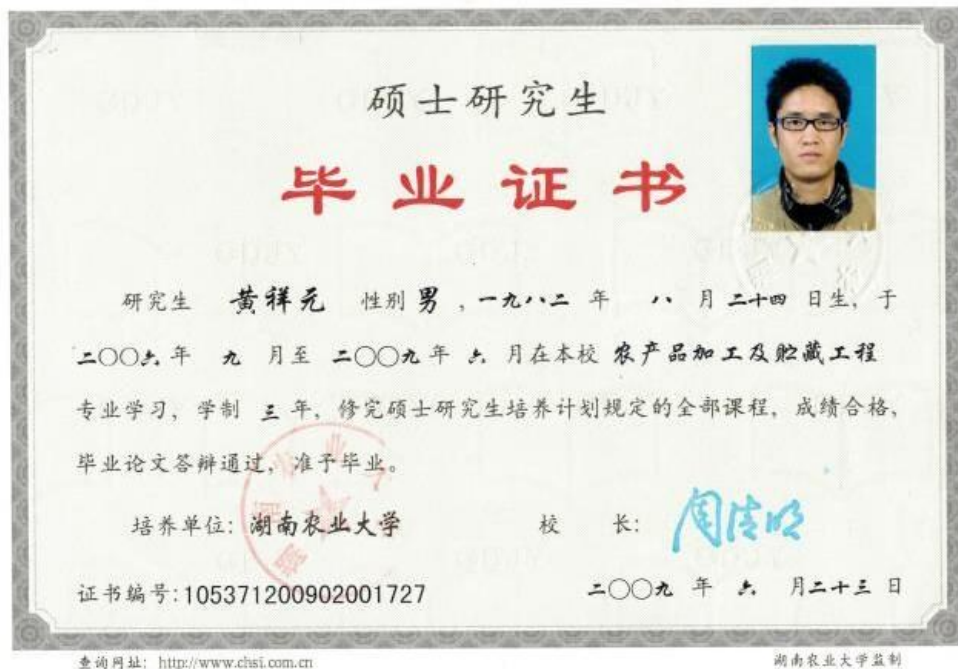 硕士研究生
毕业证书
研究生 黄祥元 性别 男 ，一九八二 年 八 月 二十四 日生，于
二〇〇六 年 九 月至 二〇〇九 年 六 月在本校 农产品加工及贮藏工程
专业学习，学制 三 年，修完硕士研究生培养计划规定的全部课程，成绩合格，
毕业论文答辩通过，准予毕业。
培养单位：湖南农业大学 校 长：周清明
证书编号：105371200902001727 二〇〇九 年 六 月二十三 日
查询网址：http://www.chsi.com.cn 湖南农业大学监制